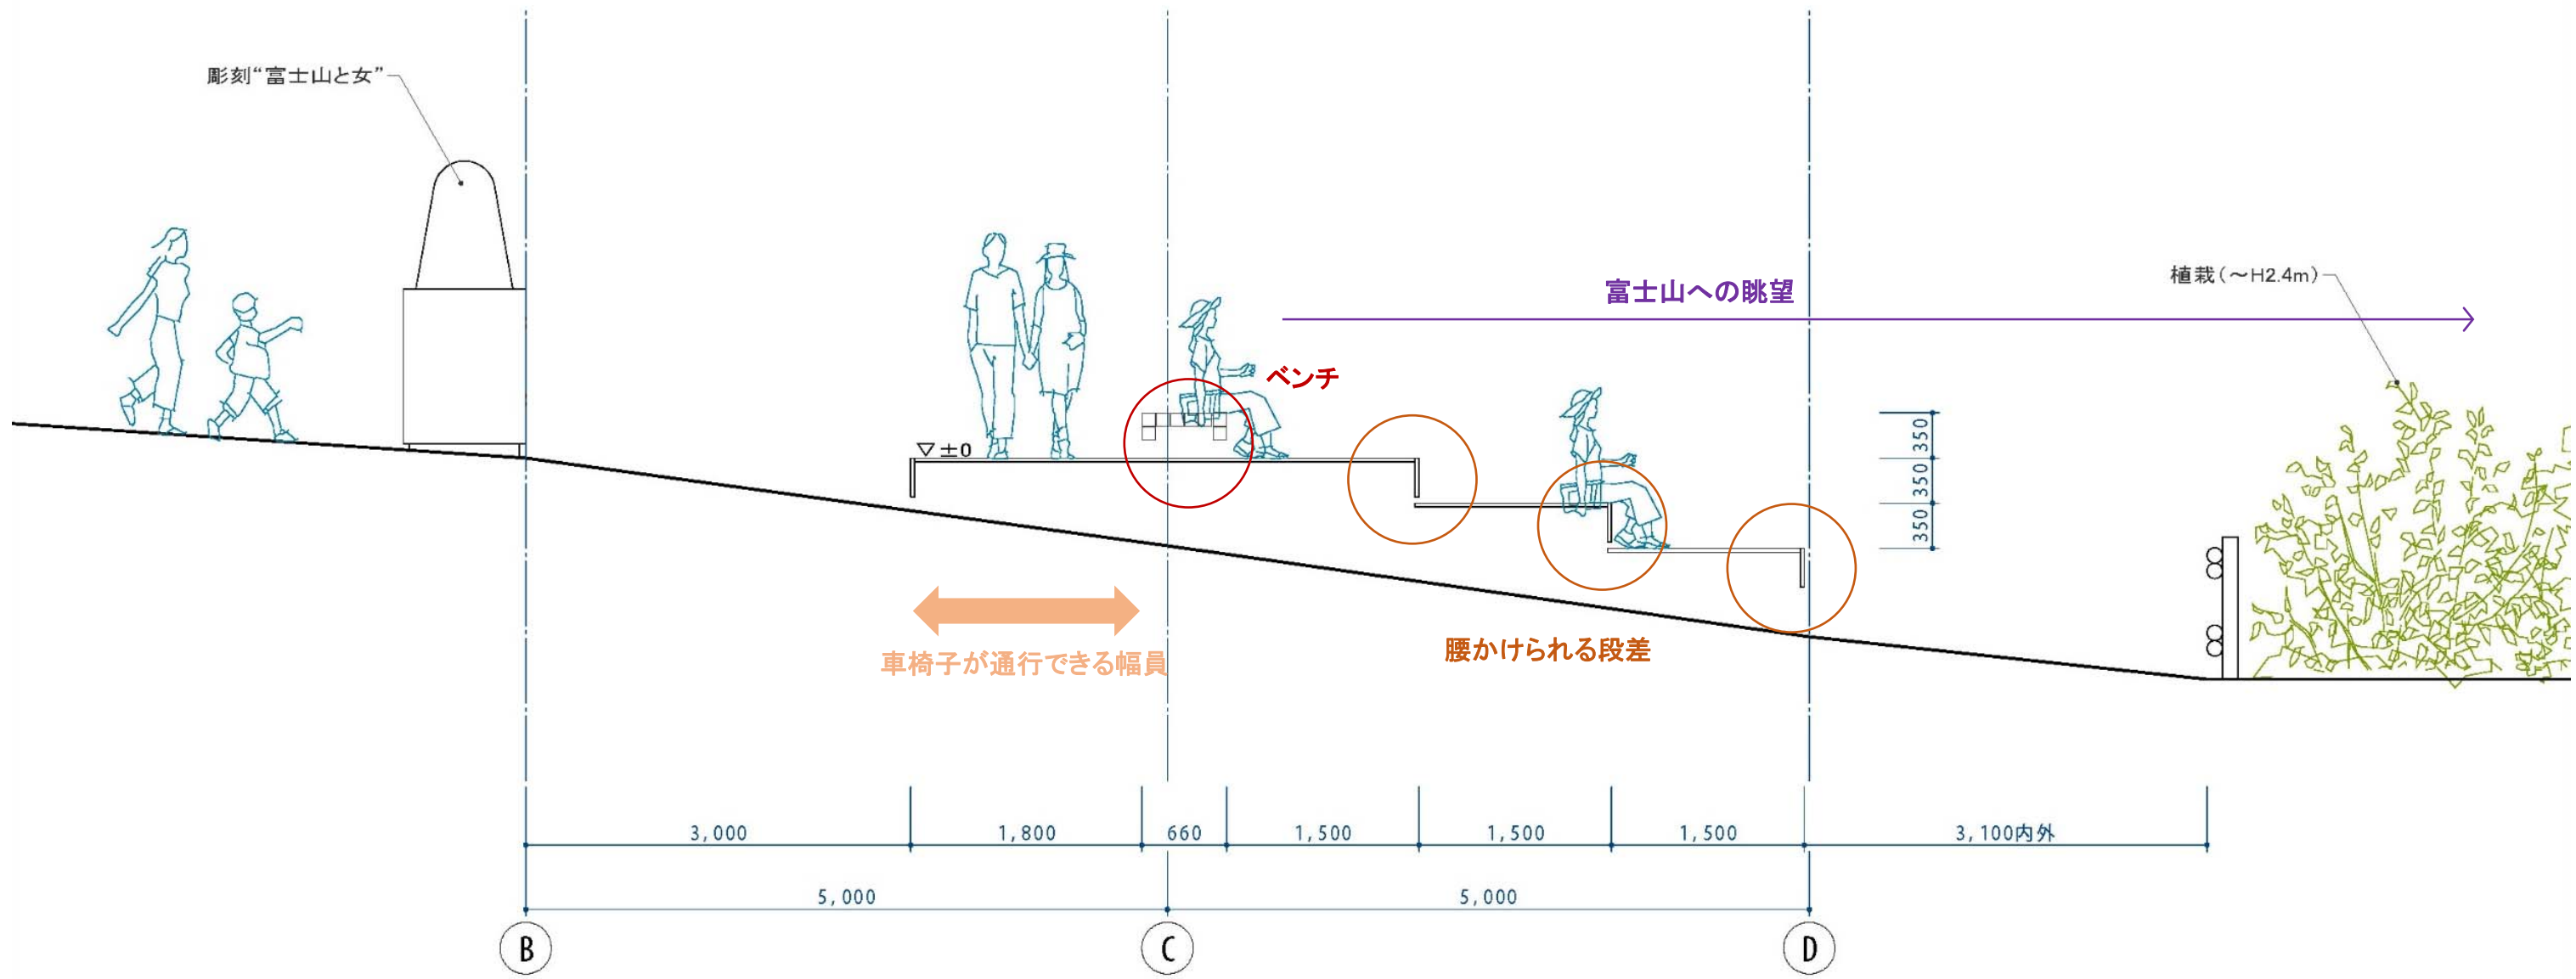 彫刻“富士山と女”
富士山への眺望
植栽(～H2.4m)
ベンチ
▽±0
350
350
350
車椅子が通行できる幅員
腰かけられる段差
3,000
1,800
660
1,500
1,500
1,500
3,100内外
5,000
5,000
B
C
D